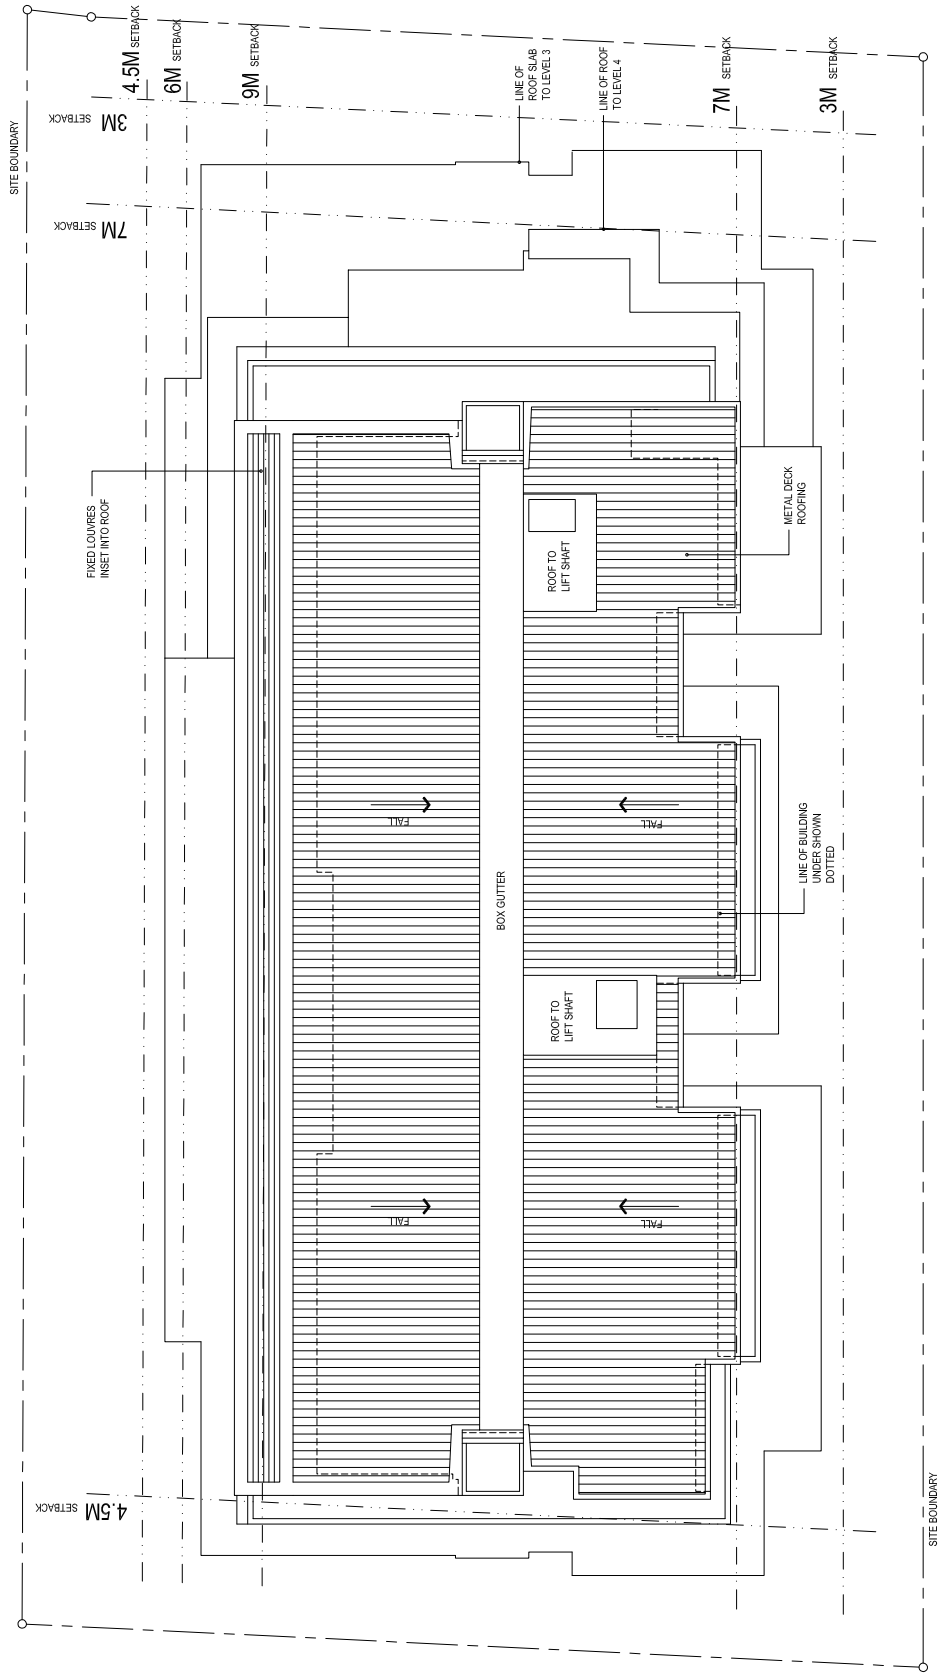 4.5M SETBACK
6M SETBACK
9M SETBACK
7M SETBACK
3M SETBACK
3M SETBACK
SITE BOUNDARY
7M SETBACK
LINE OF
ROOF SLAB
TO LEVEL 3
LINE OF ROOF
TO LEVEL 4
FIXED LOUVRES
INSET INTO ROOF
ROOF TO
LIFT SHAFT
METAL DECK
ROOFING
FALL
FALL
BOX GUTTER
LINE OF BUILDING
UNDER SHOWN
DOTTED
ROOF TO
LIFT SHAFT
FALL
FALL
4.5M SETBACK
SITE BOUNDARY